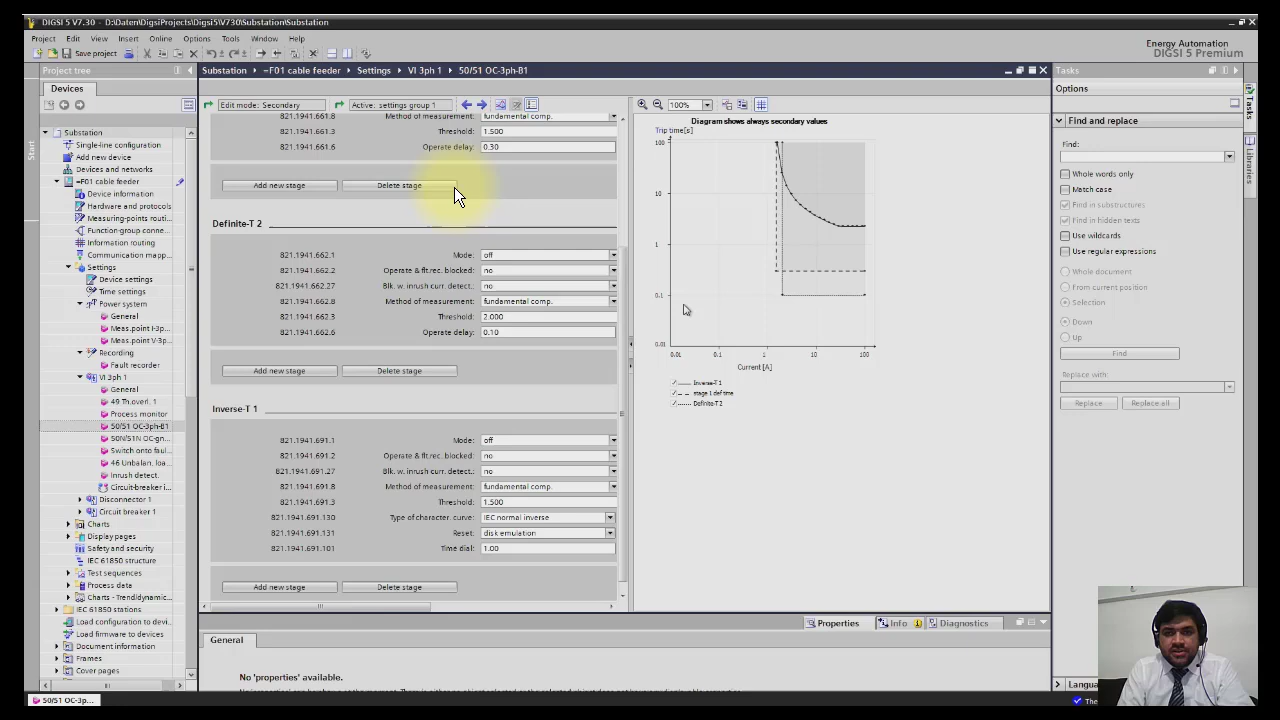 DIGSI 5 V7.30 - D:\Daten\DigsiProjects\Digsi5\V730\Substation\Substation
Project Edit View Insert Online Options Tools Window Help
Energy Automation
DIGSI 5 Premium
Save project
Project tree
Substation =F01 cable feeder Settings VI 3ph 1 50/51 OC-3ph-B1
Tasks
Devices
Options
Edit mode: Secondary
Active: settings group 1
100%
Start
Substation
Single-line configuration
Add new device
Devices and networks
=F01 cable feeder
Device information
Hardware and protocols
Measuring-points routi...
Function-group connec...
Information routing
Communication mapp...
Settings
Device settings
Time settings
Power system
General
Meas.point I-3p...
Meas.point V-3p...
Recording
Fault recorder
VI 3ph 1
General
49 Th.overl. 1
Process monitor
50/51 OC-3ph-B1
50N/51N OC-gn...
Switch onto faul...
46 Unbalan. loa...
Inrush detect.
Circuit-breaker i...
Disconnector 1
Circuit breaker 1
Charts
Display pages
Safety and security
IEC 61850 structure
Test sequences
Process data
Charts - Trend/dynamic...
IEC 61850 stations
Load configuration to devi...
Load firmware to devices
Document information
Frames
Cover pages
821.1941.661.8 Method of measurement: fundamental comp.
821.1941.661.3 Threshold: 1.500
821.1941.661.6 Operate delay: 0.30
Add new stage Delete stage
Definite-T 2
821.1941.662.1 Mode: off
821.1941.662.2 Operate & flt.rec. blocked: no
821.1941.662.27 Blk. w. inrush curr. detect.: no
821.1941.662.8 Method of measurement: fundamental comp.
821.1941.662.3 Threshold: 2.000
821.1941.662.6 Operate delay: 0.10
Add new stage Delete stage
Inverse-T 1
821.1941.691.1 Mode: off
821.1941.691.2 Operate & flt.rec. blocked: no
821.1941.691.27 Blk. w. inrush curr. detect.: no
821.1941.691.8 Method of measurement: fundamental comp.
821.1941.691.3 Threshold: 1.500
821.1941.691.130 Type of character. curve: IEC normal inverse
821.1941.691.131 Reset: disk emulation
821.1941.691.101 Time dial: 1.00
Add new stage Delete stage
Diagram shows always secondary values
Trip time[s]
100
10
1
0.1
0.01
0.01 0.1 1 10 100
Current [A]
Inverse-T 1
stage 1 def time
Definite-T 2
Find and replace
Find:
Whole words only
Match case
Find in substructures
Find in hidden texts
Use wildcards
Use regular expressions
Whole document
From current position
Selection
Down
Up
Find
Replace with:
Replace Replace all
Tasks
Libraries
Properties Info Diagnostics
General
No 'properties' available.
Langua
50/51 OC-3p...
The